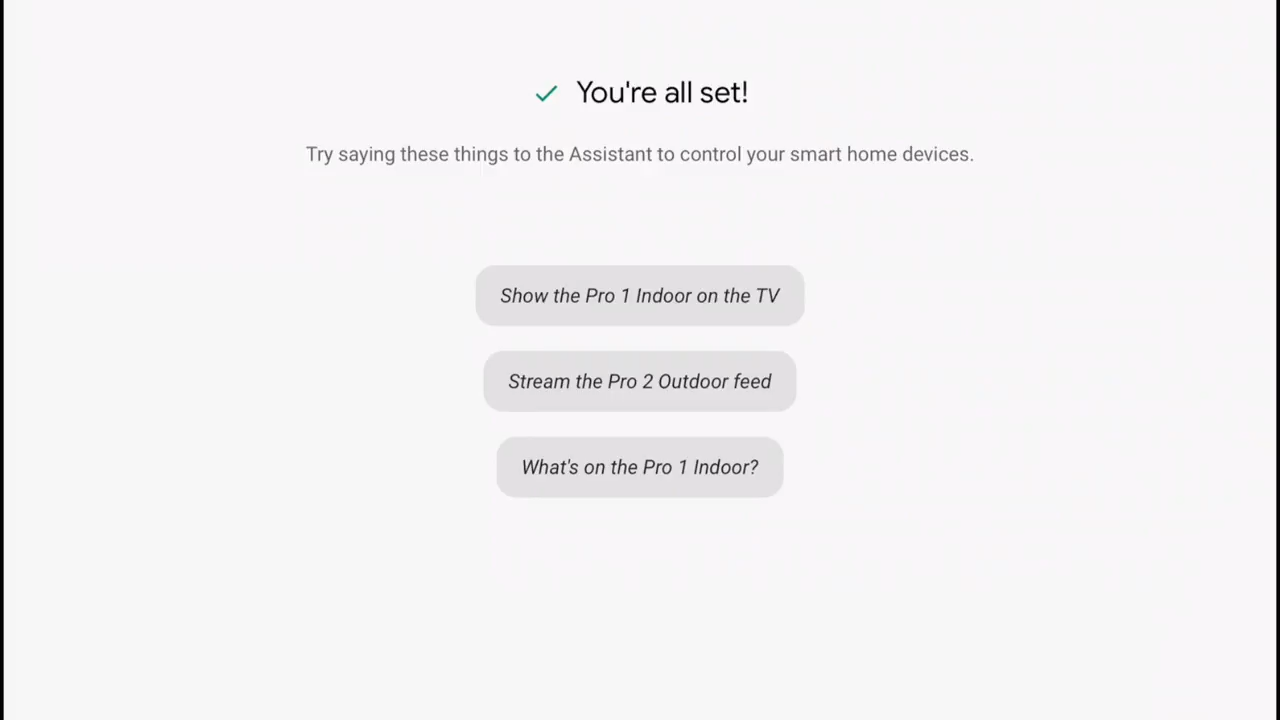 You're all set!
Try saying these things to the Assistant to control your smart home devices.
Show the Pro 1 Indoor on the TV
Stream the Pro 2 Outdoor feed
What's on the Pro 1 Indoor?